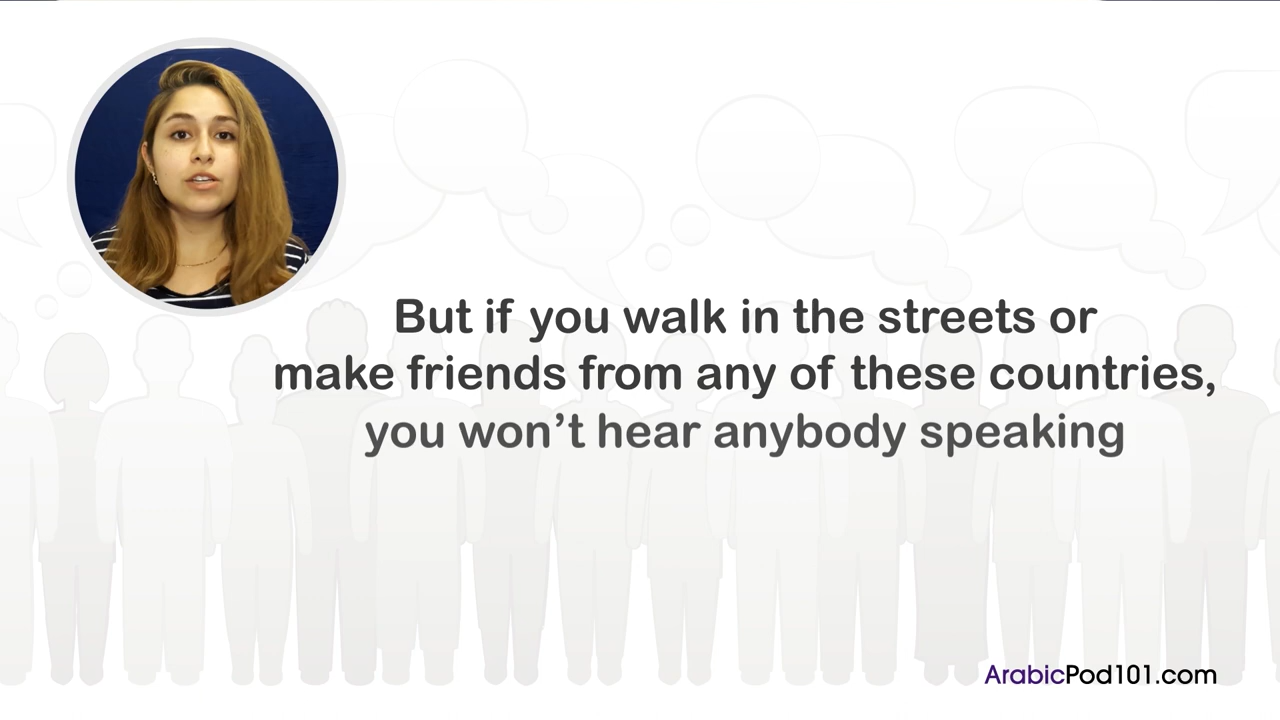 But if you walk in the streets or
make friends from any of these countries,
you won’t hear anybody speaking
ArabicPod101.com